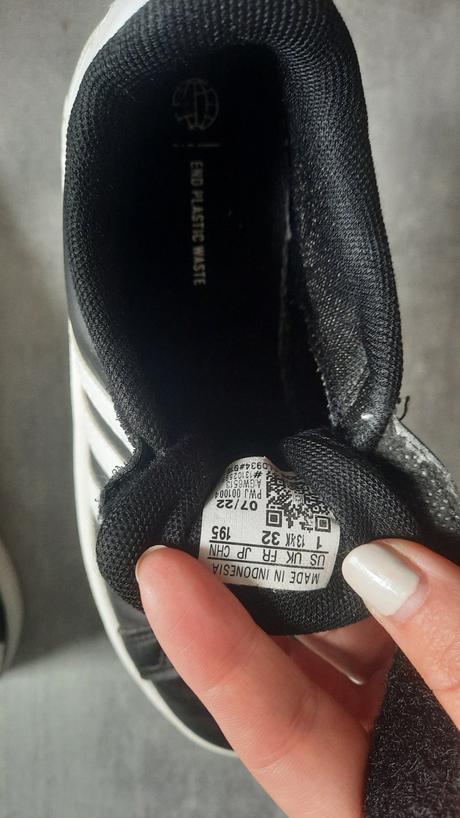 END PLASTIC WASTE
MADE IN INDONESIA
US UK FR JP CHN
1 13½K 32 195
07/22
PWJ 001004